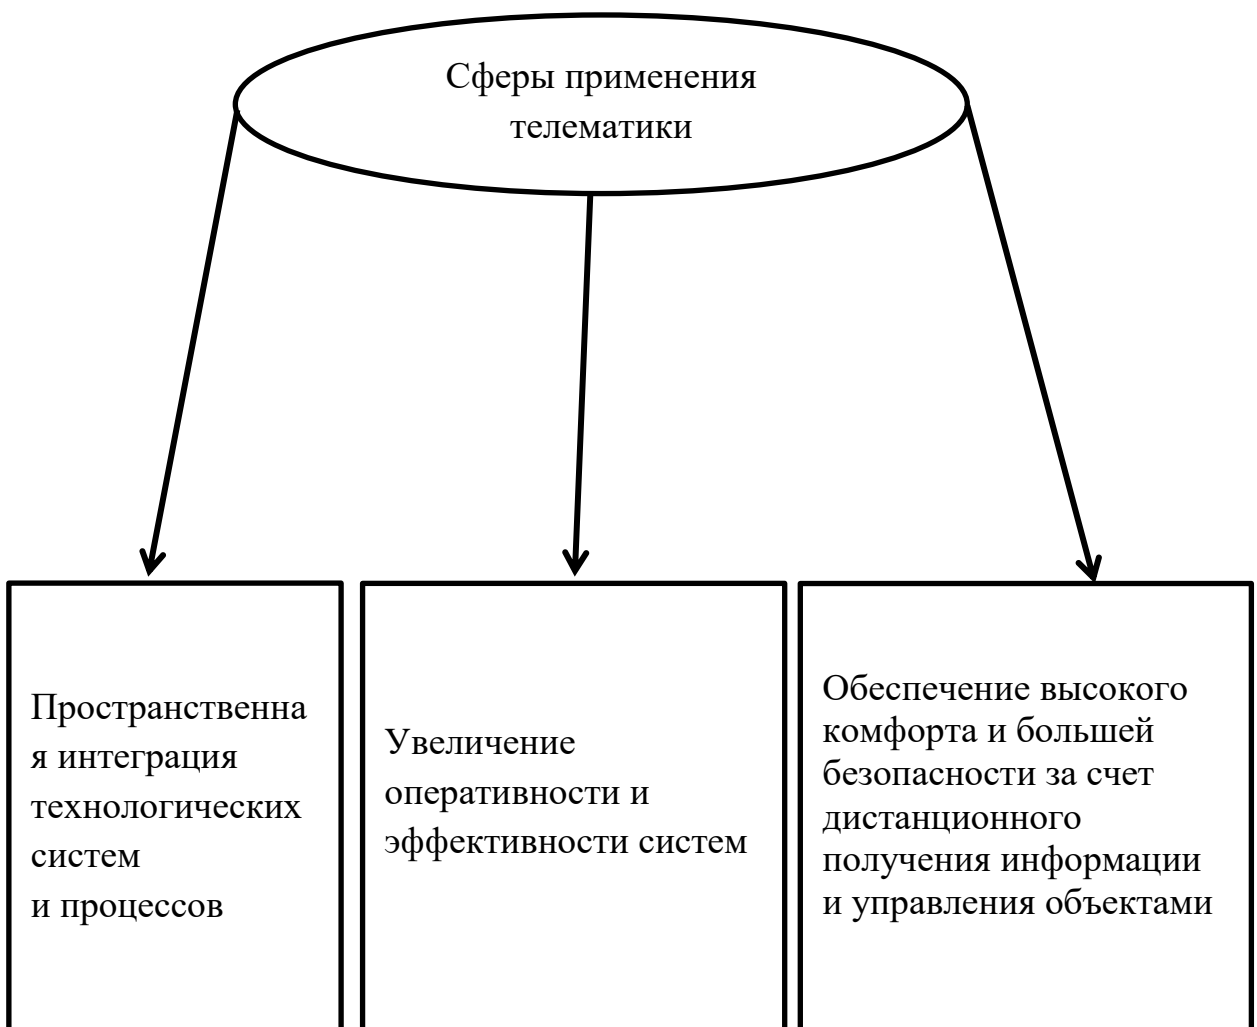 Сферы применения
телематики
Пространственна
я интеграция
технологических
систем
и процессов
Увеличение
оперативности и
эффективности систем
Обеспечение высокого
комфорта и большей
безопасности за счет
дистанционного
получения информации
и управления объектами